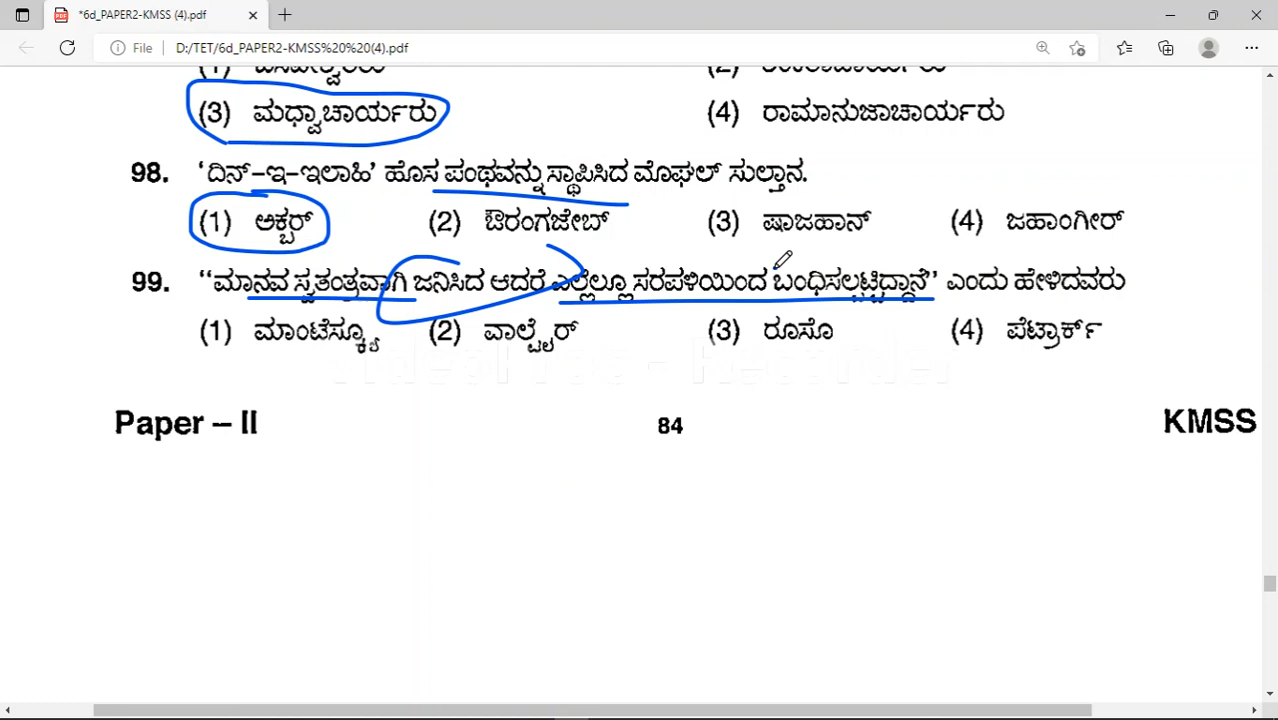 *6d_PAPER2-KMSS (4).pdf
File D:/TET/6d_PAPER2-KMSS%20%20(4).pdf
(3) ಮಧ್ವಾಚಾರ್ಯರು (4) ರಾಮಾನುಜಾಚಾರ್ಯರು
98. ‘ದಿನ್-ಇ-ಇಲಾಹಿ’ ಹೊಸ ಪಂಥವನ್ನು ಸ್ಥಾಪಿಸಿದ ಮೊಘಲ್ ಸುಲ್ತಾನ.
(1) ಅಕ್ಬರ್ (2) ಔರಂಗಜೇಬ್ (3) ಷಾಜಹಾನ್ (4) ಜಹಾಂಗೀರ್
99. ‘‘ಮಾನವ ಸ್ವತಂತ್ರವಾಗಿ ಜನಿಸಿದ ಆದರೆ ಎಲ್ಲೆಲ್ಲೂ ಸರಪಳಿಯಿಂದ ಬಂಧಿಸಲ್ಪಟ್ಟಿದ್ದಾನೆ’’ ಎಂದು ಹೇಳಿದವರು
(1) ಮಾಂಟೆಸ್ಕ್ಯೂ (2) ವಾಲ್ಟೈರ್ (3) ರೂಸೊ (4) ಪೆಟ್ರಾರ್ಕ್
Paper – II 84 KMSS